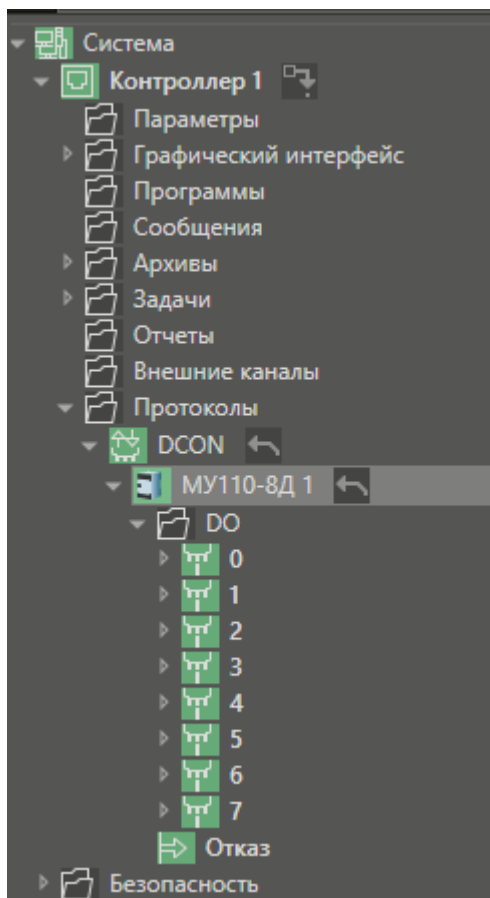 Система
Контроллер 1
Параметры
Графический интерфейс
Программы
Сообщения
Архивы
Задачи
Отчеты
Внешние каналы
Протоколы
DCON
МУ110-8Д 1
DO
0
1
2
3
4
5
6
7
Отказ
Безопасность